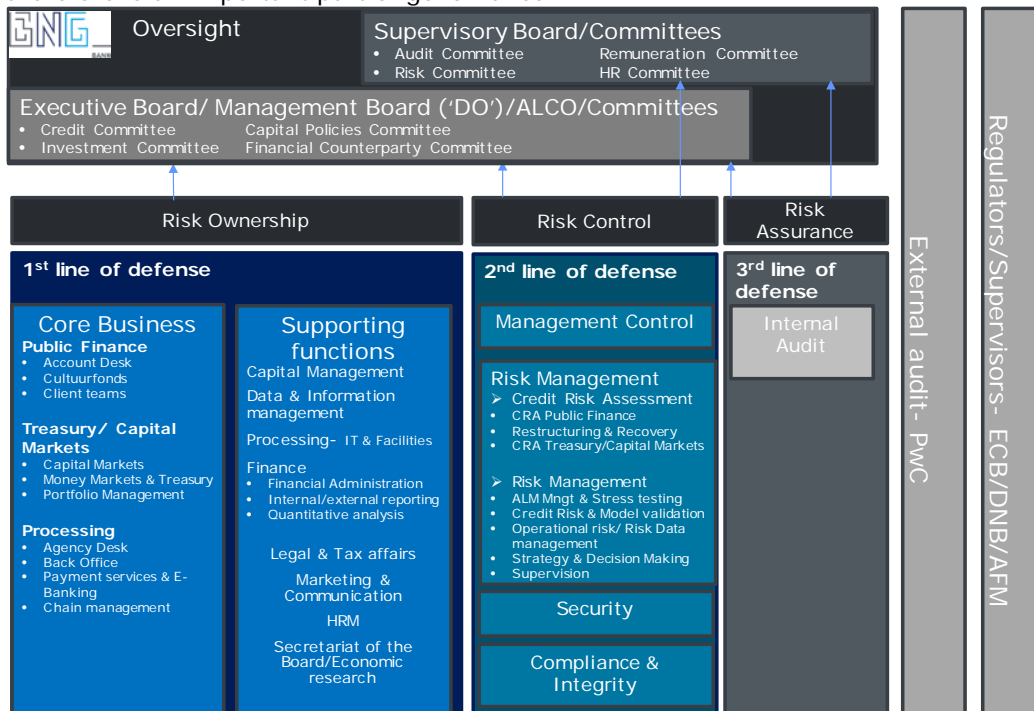 BNG
BANK
Oversight
Supervisory Board/Committees
• Audit Committee Remuneration Committee
• Risk Committee HR Committee
Executive Board/ Management Board (‘DO’)/ALCO/Committees
• Credit Committee Capital Policies Committee
• Investment Committee Financial Counterparty Committee
Risk Ownership
Risk Control
Risk
Assurance
1st line of defense
Core Business
Public Finance
• Account Desk
• Cultuurfonds
• Client teams
Treasury/ Capital
Markets
• Capital Markets
• Money Markets & Treasury
• Portfolio Management
Processing
• Agency Desk
• Back Office
• Payment services & E-
Banking
• Chain management
Supporting
functions
Capital Management
Data & Information
management
Processing- IT & Facilities
Finance
• Financial Administration
• Internal/external reporting
• Quantitative analysis
Legal & Tax affairs
Marketing &
Communication
HRM
Secretariat of the
Board/Economic
research
2nd line of defense
Management Control
Risk Management
➢ Credit Risk Assessment
• CRA Public Finance
• Restructuring & Recovery
• CRA Treasury/Capital Markets
➢ Risk Management
• ALM Mngt & Stress testing
• Credit Risk & Model validation
• Operational risk/ Risk Data
management
• Strategy & Decision Making
• Supervision
Security
Compliance &
Integrity
3rd line of
defense
Internal
Audit
External audit- PwC
Regulators/Supervisors- ECB/DNB/AFM